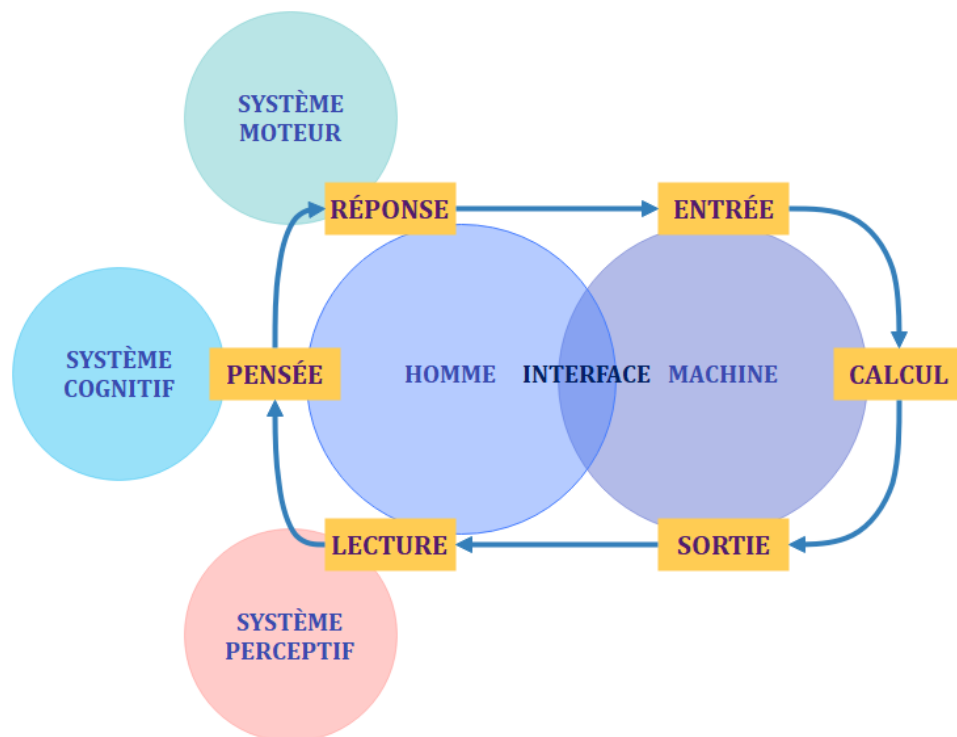 SYSTÈME
MOTEUR
RÉPONSE
ENTRÉE
SYSTÈME
COGNITIF
PENSÉE
HOMME
INTERFACE
MACHINE
CALCUL
LECTURE
SORTIE
SYSTÈME
PERCEPTIF